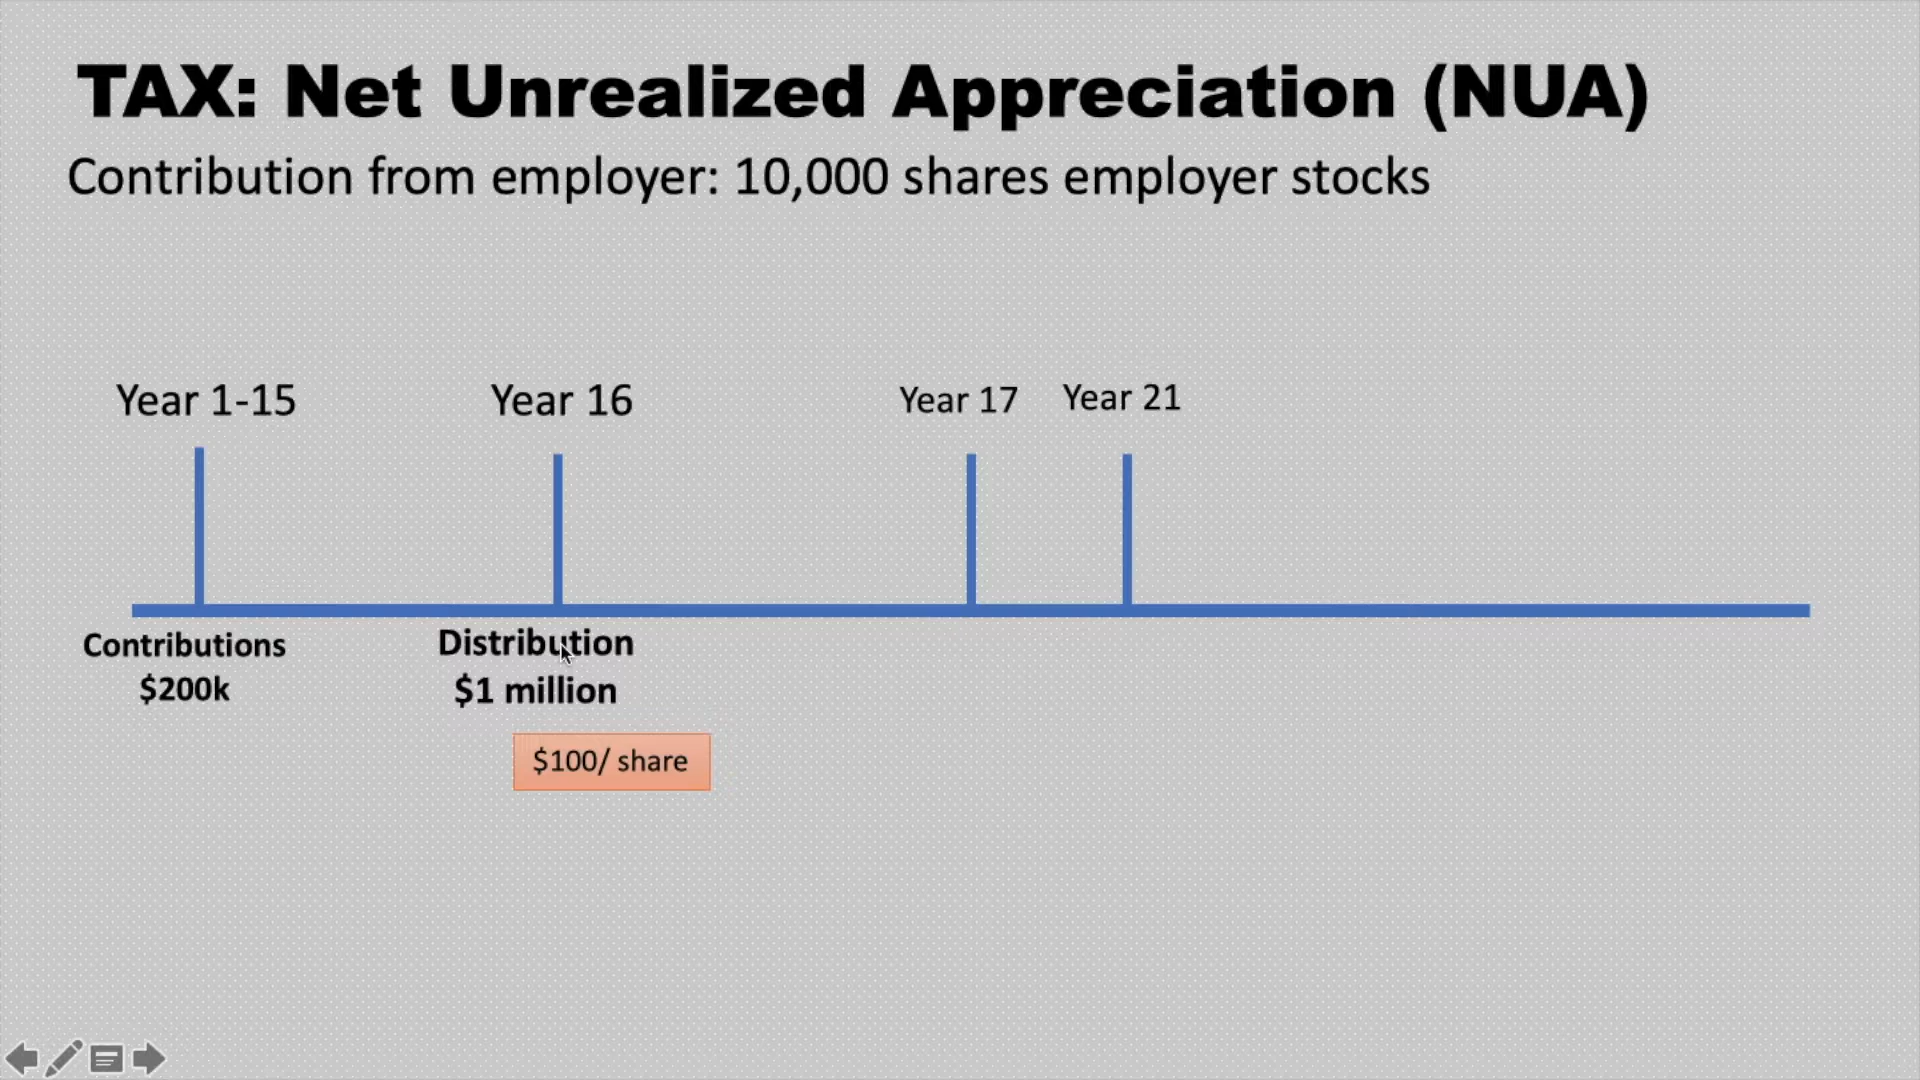 TAX: Net Unrealized Appreciation (NUA)
Contribution from employer: 10,000 shares employer stocks
Year 1-15
Year 16
Year 17
Year 21
Contributions
$200k
Distribution
$1 million
$100/ share